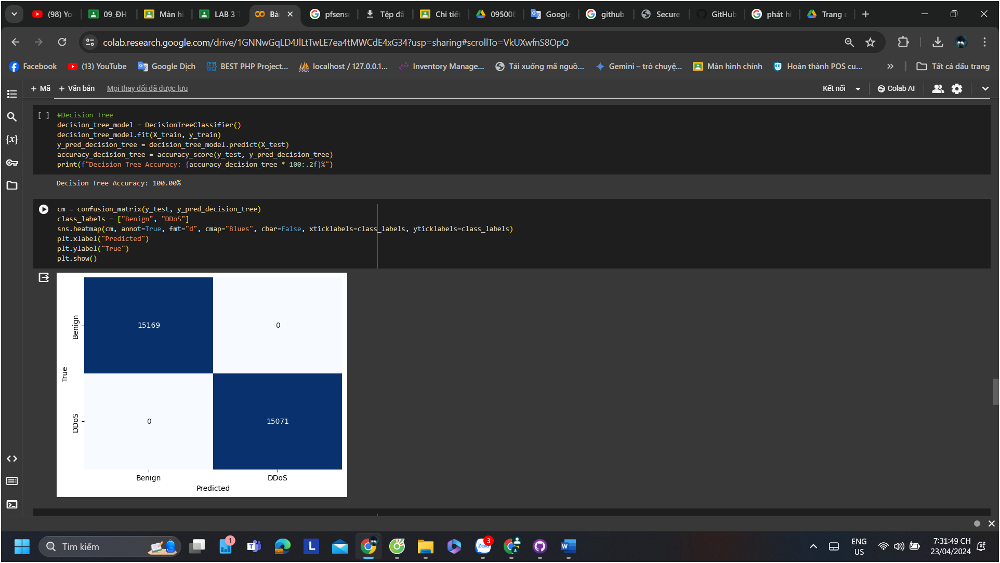 (98) Yo
09_ĐH_
Màn hì
LAB 3
Bài
pfsense
Tệp đã
Chi tiết
095008
Google
github
Secure
GitHub
phát hi
Trang c
colab.research.google.com/drive/1GNNwGqLD4JlLtTwLE7ea4tMWCdE4xG34?usp=sharing#scrollTo=VkUXwfnS8OpQ
Facebook
(13) YouTube
Google Dịch
BEST PHP Project...
localhost / 127.0.0.1...
Inventory Manage...
Tải xuống mã nguồ...
Gemini – trò chuyệ...
Màn hình chính
Hoàn thành POS cu...
Tất cả dấu trang
+ Mã + Văn bản Mọi thay đổi đã được lưu
Kết nối
Colab AI
[ ] #Decision Tree
decision_tree_model = DecisionTreeClassifier()
decision_tree_model.fit(X_train, y_train)
y_pred_decision_tree = decision_tree_model.predict(X_test)
accuracy_decision_tree = accuracy_score(y_test, y_pred_decision_tree)
print(f"Decision Tree Accuracy: {accuracy_decision_tree * 100:.2f}%")
Decision Tree Accuracy: 100.00%
cm = confusion_matrix(y_test, y_pred_decision_tree)
class_labels = ["Benign", "DDoS"]
sns.heatmap(cm, annot=True, fmt="d", cmap="Blues", cbar=False, xticklabels=class_labels, yticklabels=class_labels)
plt.xlabel("Predicted")
plt.ylabel("True")
plt.show()
Benign
15169
0
True
DDoS
0
15071
Benign
DDoS
Predicted
Tìm kiếm
1
L
Zalo
3
ENG
US
7:31:49 CH
23/04/2024